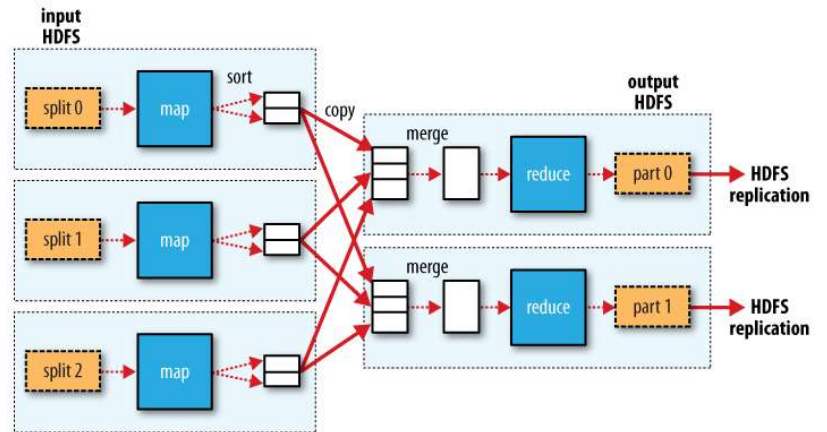 input
HDFS
split 0
map
sort
copy
split 1
map
split 2
map
output
HDFS
merge
reduce
part 0
HDFS
replication
merge
reduce
part 1
HDFS
replication